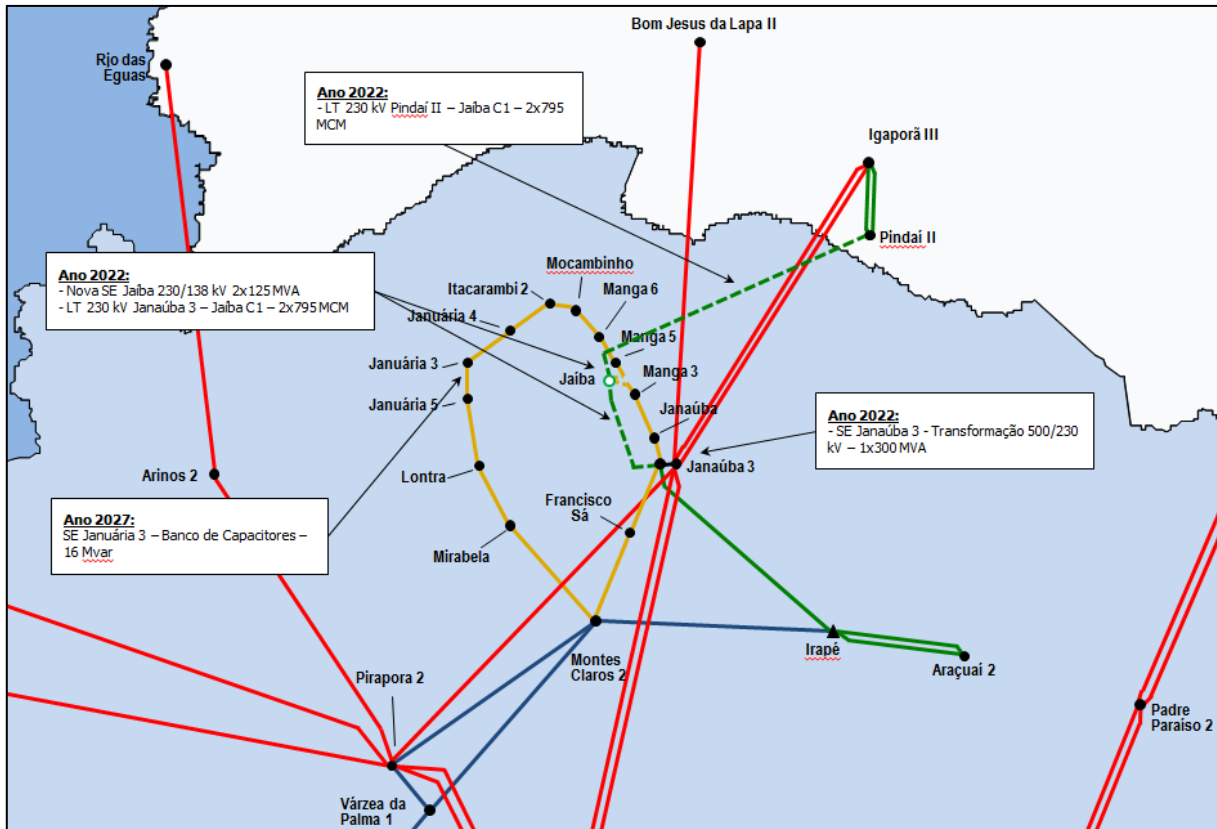 Bom Jesus da Lapa II
Rio das
Eguas
Ano 2022:
- LT 230 kV Pindaí II – Jaíba C1 – 2x795
MCM
Igaporã III
Pindaí II
Ano 2022:
- Nova SE Jaíba 230/138 kV 2x125 MVA
- LT 230 kV Janaúba 3 – Jaíba C1 – 2x795 MCM
Mocambinho
Itacarambi 2
Manga 6
Januária 4
Manga 5
Januária 3
Jaiba
Manga 3
Januária 5
Janaúba
Ano 2022:
- SE Janaúba 3 - Transformação 500/230
kV – 1x300 MVA
Janaúba 3
Arinos 2
Lontra
Francisco
Sá
Ano 2027:
SE Januária 3 – Banco de Capacitores –
16 Mvar
Mirabela
Irapé
Montes
Claros 2
Araçuaí 2
Pirapora 2
Padre
Paraíso 2
Várzea da
Palma 1